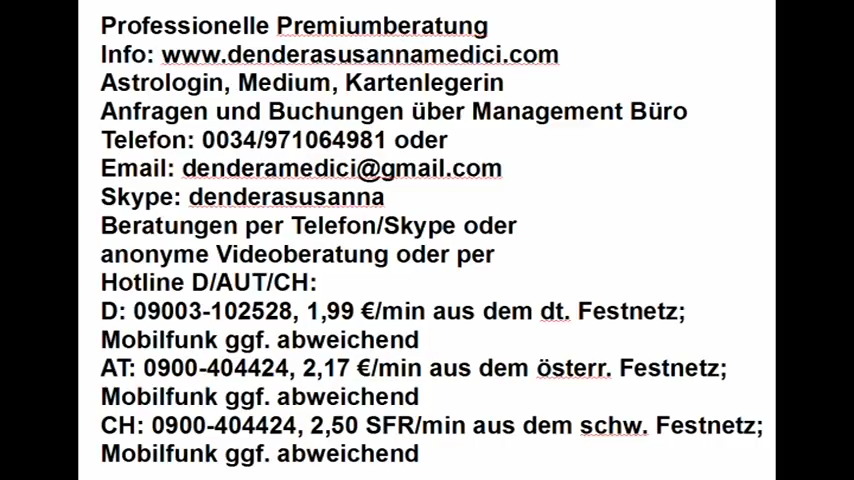 Professionelle Premiumberatung
Info: www.denderasusannamedici.com
Astrologin, Medium, Kartenlegerin
Anfragen und Buchungen über Management Büro
Telefon: 0034/971064981 oder
Email: denderamedici@gmail.com
Skype: denderasusanna
Beratungen per Telefon/Skype oder
anonyme Videoberatung oder per
Hotline D/AUT/CH:
D: 09003-102528, 1,99 €/min aus dem dt. Festnetz;
Mobilfunk ggf. abweichend
AT: 0900-404424, 2,17 €/min aus dem österr. Festnetz;
Mobilfunk ggf. abweichend
CH: 0900-404424, 2,50 SFR/min aus dem schw. Festnetz;
Mobilfunk ggf. abweichend